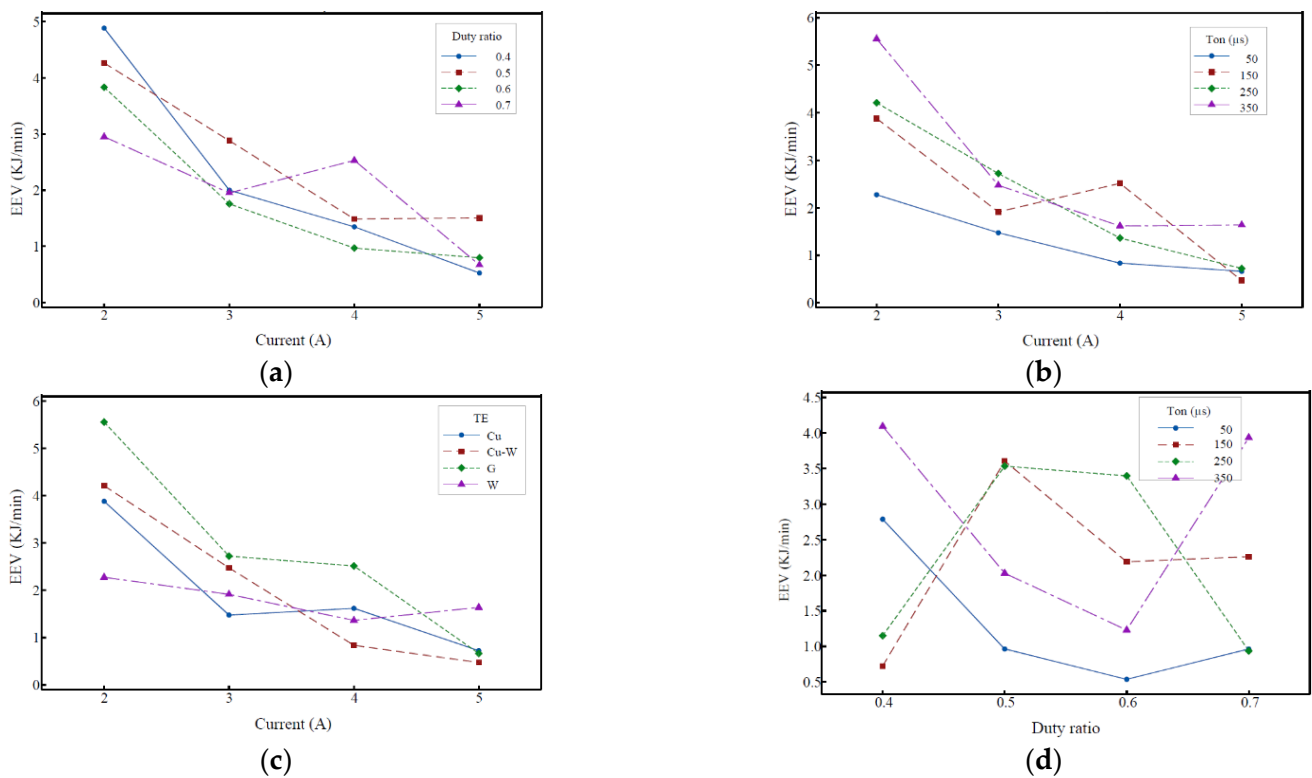 5
4
3
2
1
0
EEV (KJ/min)
Duty ratio
0.4
0.5
0.6
0.7
2 3 4 5
Current (A)
(a)
6
5
4
3
2
1
0
EEV (KJ/min)
Ton (µs)
50
150
250
350
2 3 4 5
Current (A)
(b)
6
5
4
3
2
1
0
EEV (KJ/min)
TE
Cu
Cu-W
G
W
2 3 4 5
Current (A)
(c)
4.5
4.0
3.5
3.0
2.5
2.0
1.5
1.0
0.5
EEV (KJ/min)
Ton (µs)
50
150
250
350
0.4 0.5 0.6 0.7
Duty ratio
(d)